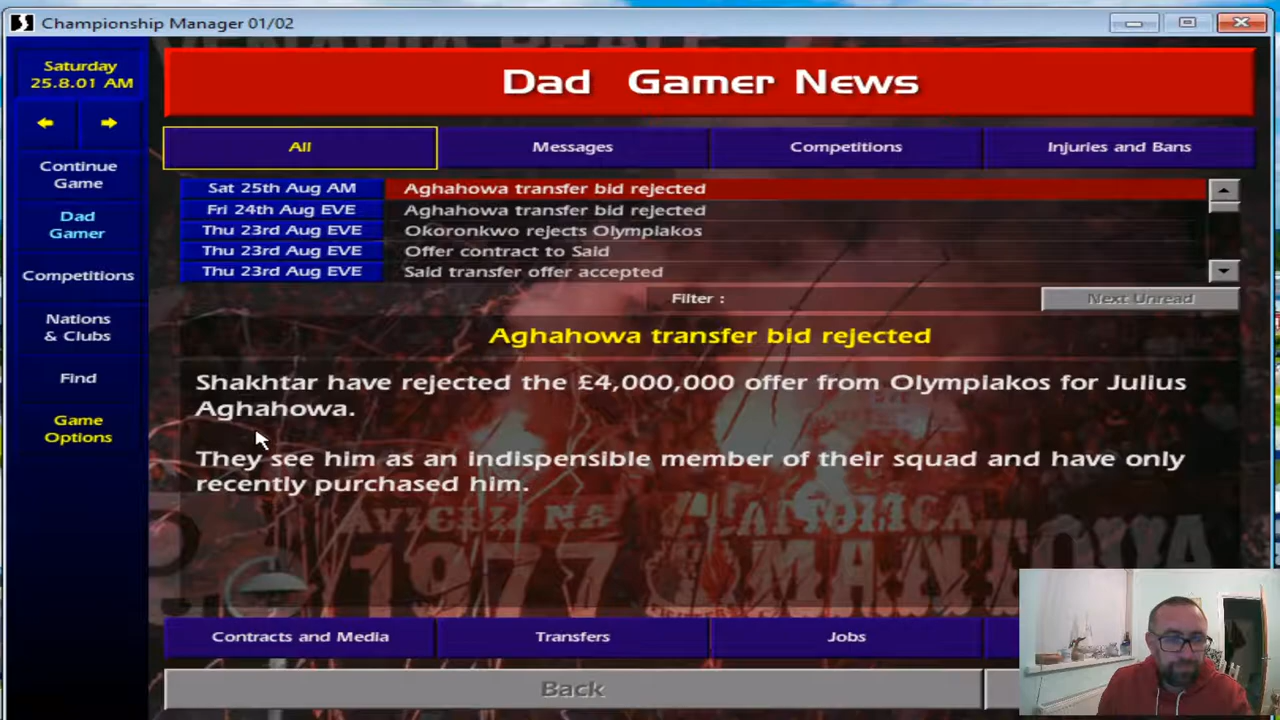 Championship Manager 01/02
Saturday
25.8.01 AM
Continue
Game
Dad
Gamer
Competitions
Nations
& Clubs
Find
Game
Options
Dad Gamer News
All
Messages
Competitions
Injuries and Bans
Sat 25th Aug AM Aghahowa transfer bid rejected
Fri 24th Aug EVE Aghahowa transfer bid rejected
Thu 23rd Aug EVE Okoronkwo rejects Olympiakos
Thu 23rd Aug EVE Offer contract to Said
Thu 23rd Aug EVE Said transfer offer accepted
Filter :
Next Unread
Aghahowa transfer bid rejected
Shakhtar have rejected the £4,000,000 offer from Olympiakos for Julius
Aghahowa.
They see him as an indispensible member of their squad and have only
recently purchased him.
1977
Contracts and Media
Transfers
Jobs
Back